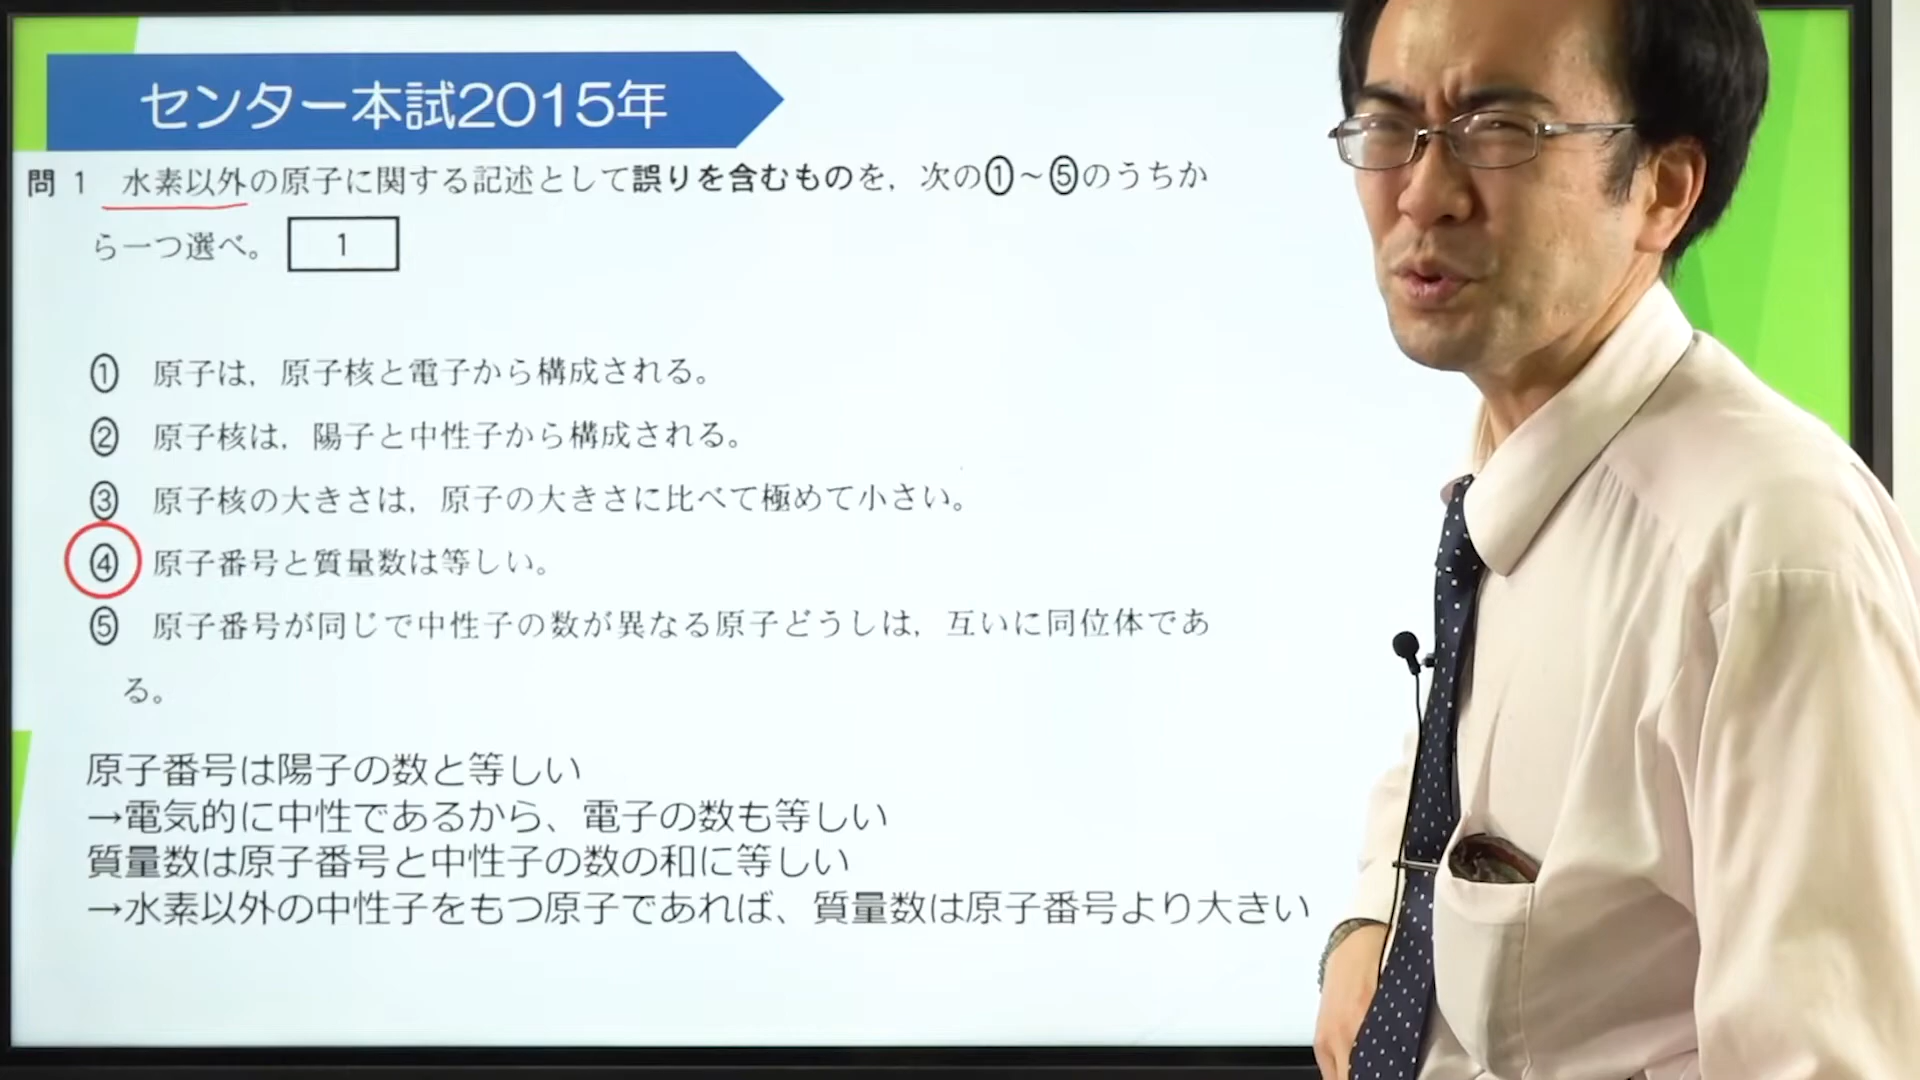 センター本試2015年
問 1 水素以外の原子に関する記述として誤りを含むものを，次の①～⑤のうちか
ら一つ選べ。 1
① 原子は，原子核と電子から構成される。
② 原子核は，陽子と中性子から構成される。
③ 原子核の大きさは，原子の大きさに比べて極めて小さい。
④ 原子番号と質量数は等しい。
⑤ 原子番号が同じで中性子の数が異なる原子どうしは，互いに同位体であ
る。
原子番号は陽子の数と等しい
→電気的に中性であるから、電子の数も等しい
質量数は原子番号と中性子の数の和に等しい
→水素以外の中性子をもつ原子であれば、質量数は原子番号より大きい